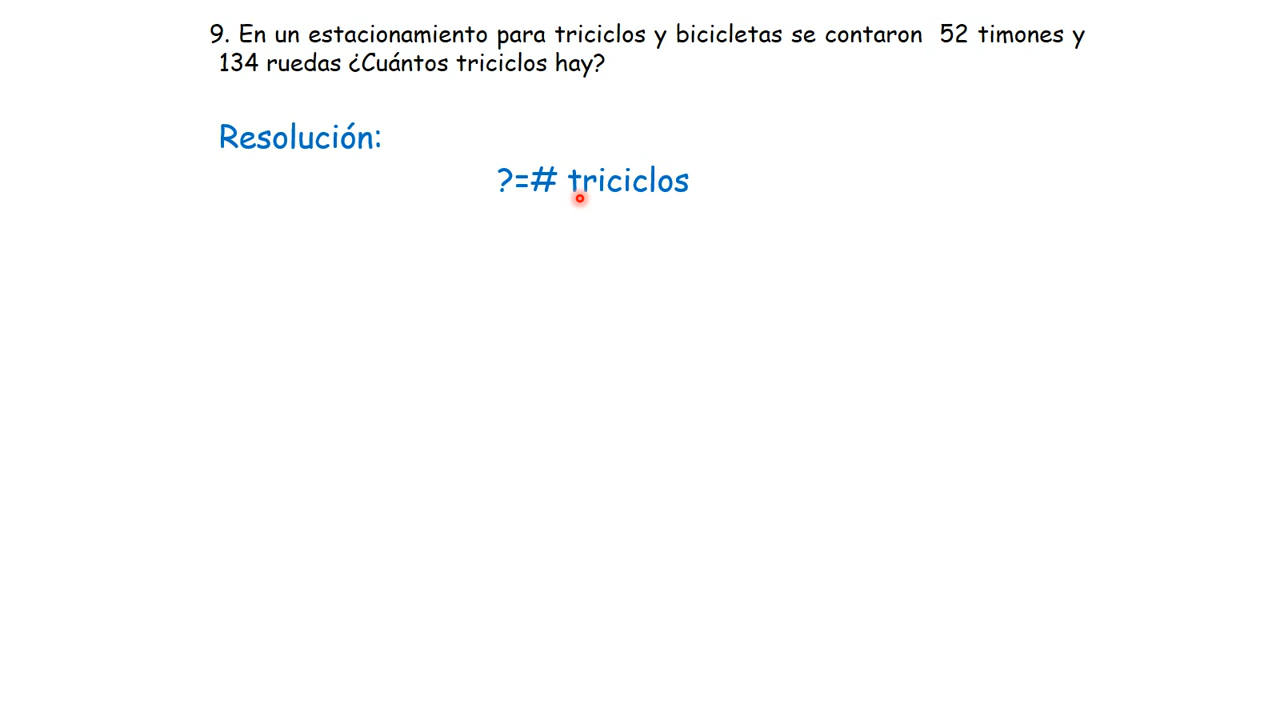 9. En un estacionamiento para triciclos y bicicletas se contaron 52 timones y
134 ruedas ¿Cuántos triciclos hay?
Resolución:
?=# triciclos